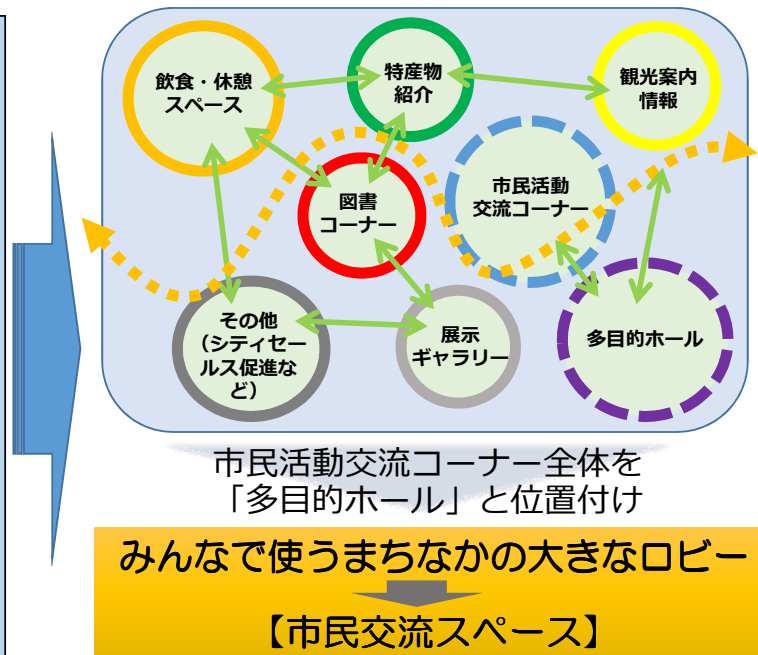 飲食・休憩
スペース
特産物
紹介
観光案内
情報
図書
コーナー
市民活動
交流コーナー
その他
（シティセー
ルス促進な
ど）
展示
ギャラリー
多目的ホール
市民活動交流コーナー全体を
「多目的ホール」と位置付け
みんなで使うまちなかの大きなロビー
【市民交流スペース】